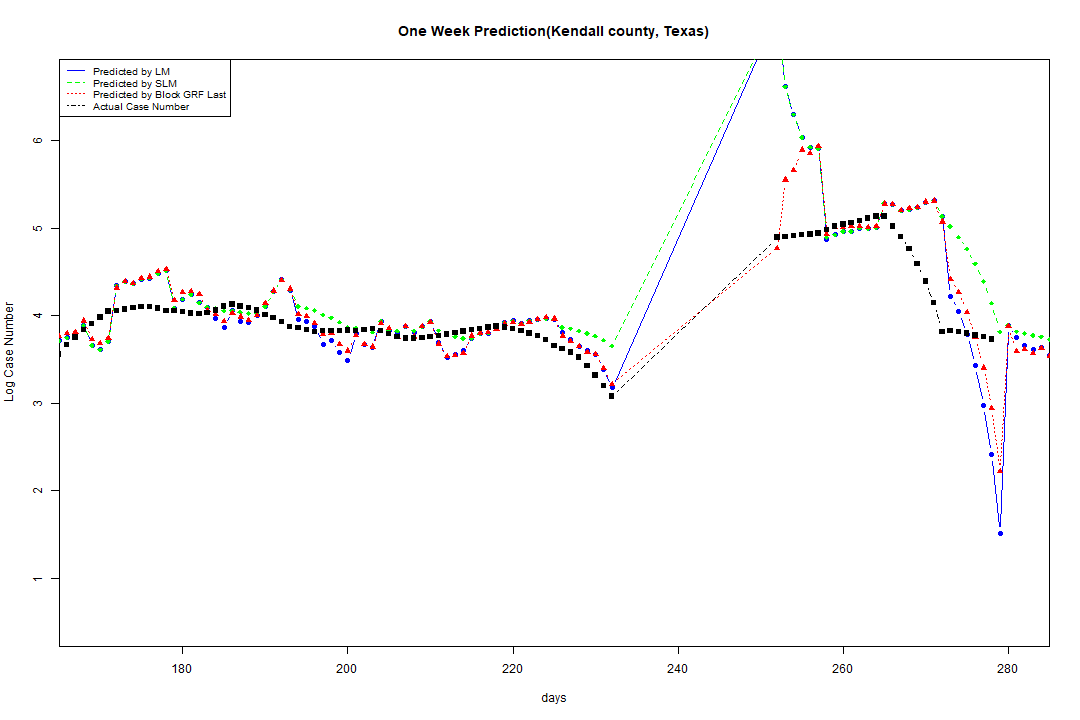 One Week Prediction(Kendall county, Texas)
Predicted by LM
Predicted by SLM
Predicted by Block GRF Last
Actual Case Number
6
5
4
3
2
1
Log Case Number
180 200 220 240 260 280
days